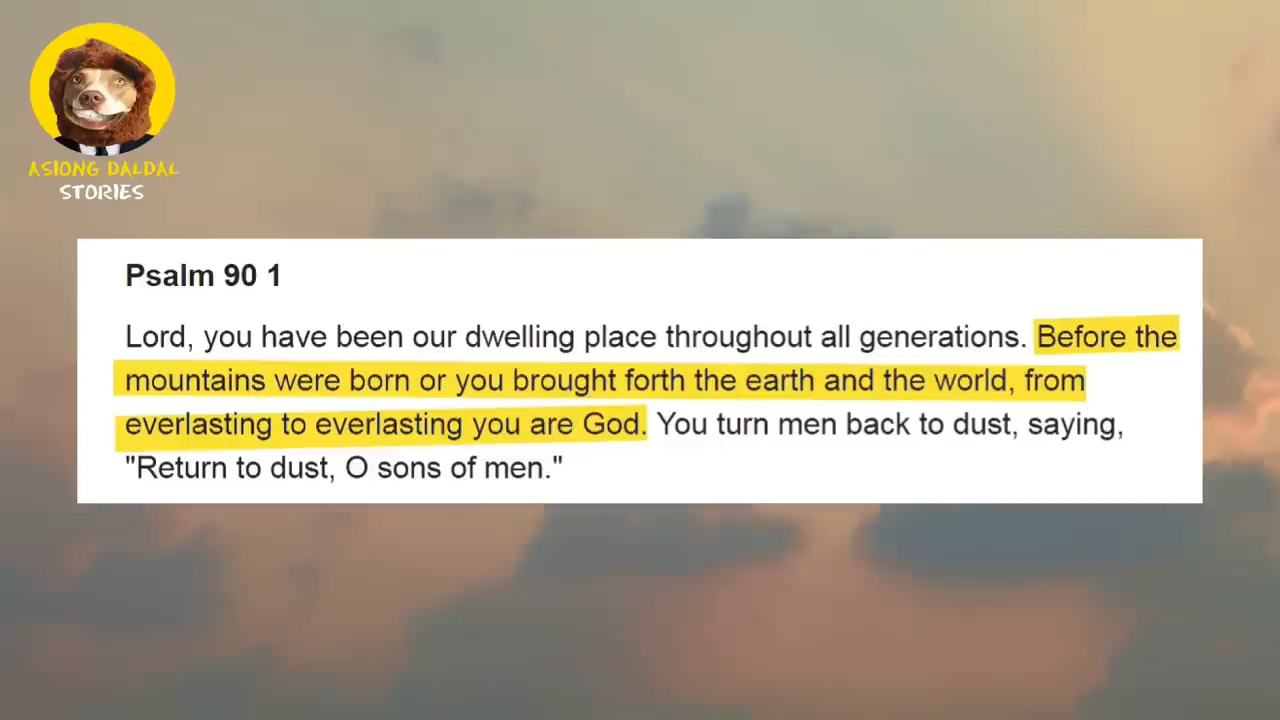 ASIONG DALDAL
STORIES
Psalm 90 1
Lord, you have been our dwelling place throughout all generations. Before the
mountains were born or you brought forth the earth and the world, from
everlasting to everlasting you are God. You turn men back to dust, saying,
"Return to dust, O sons of men."